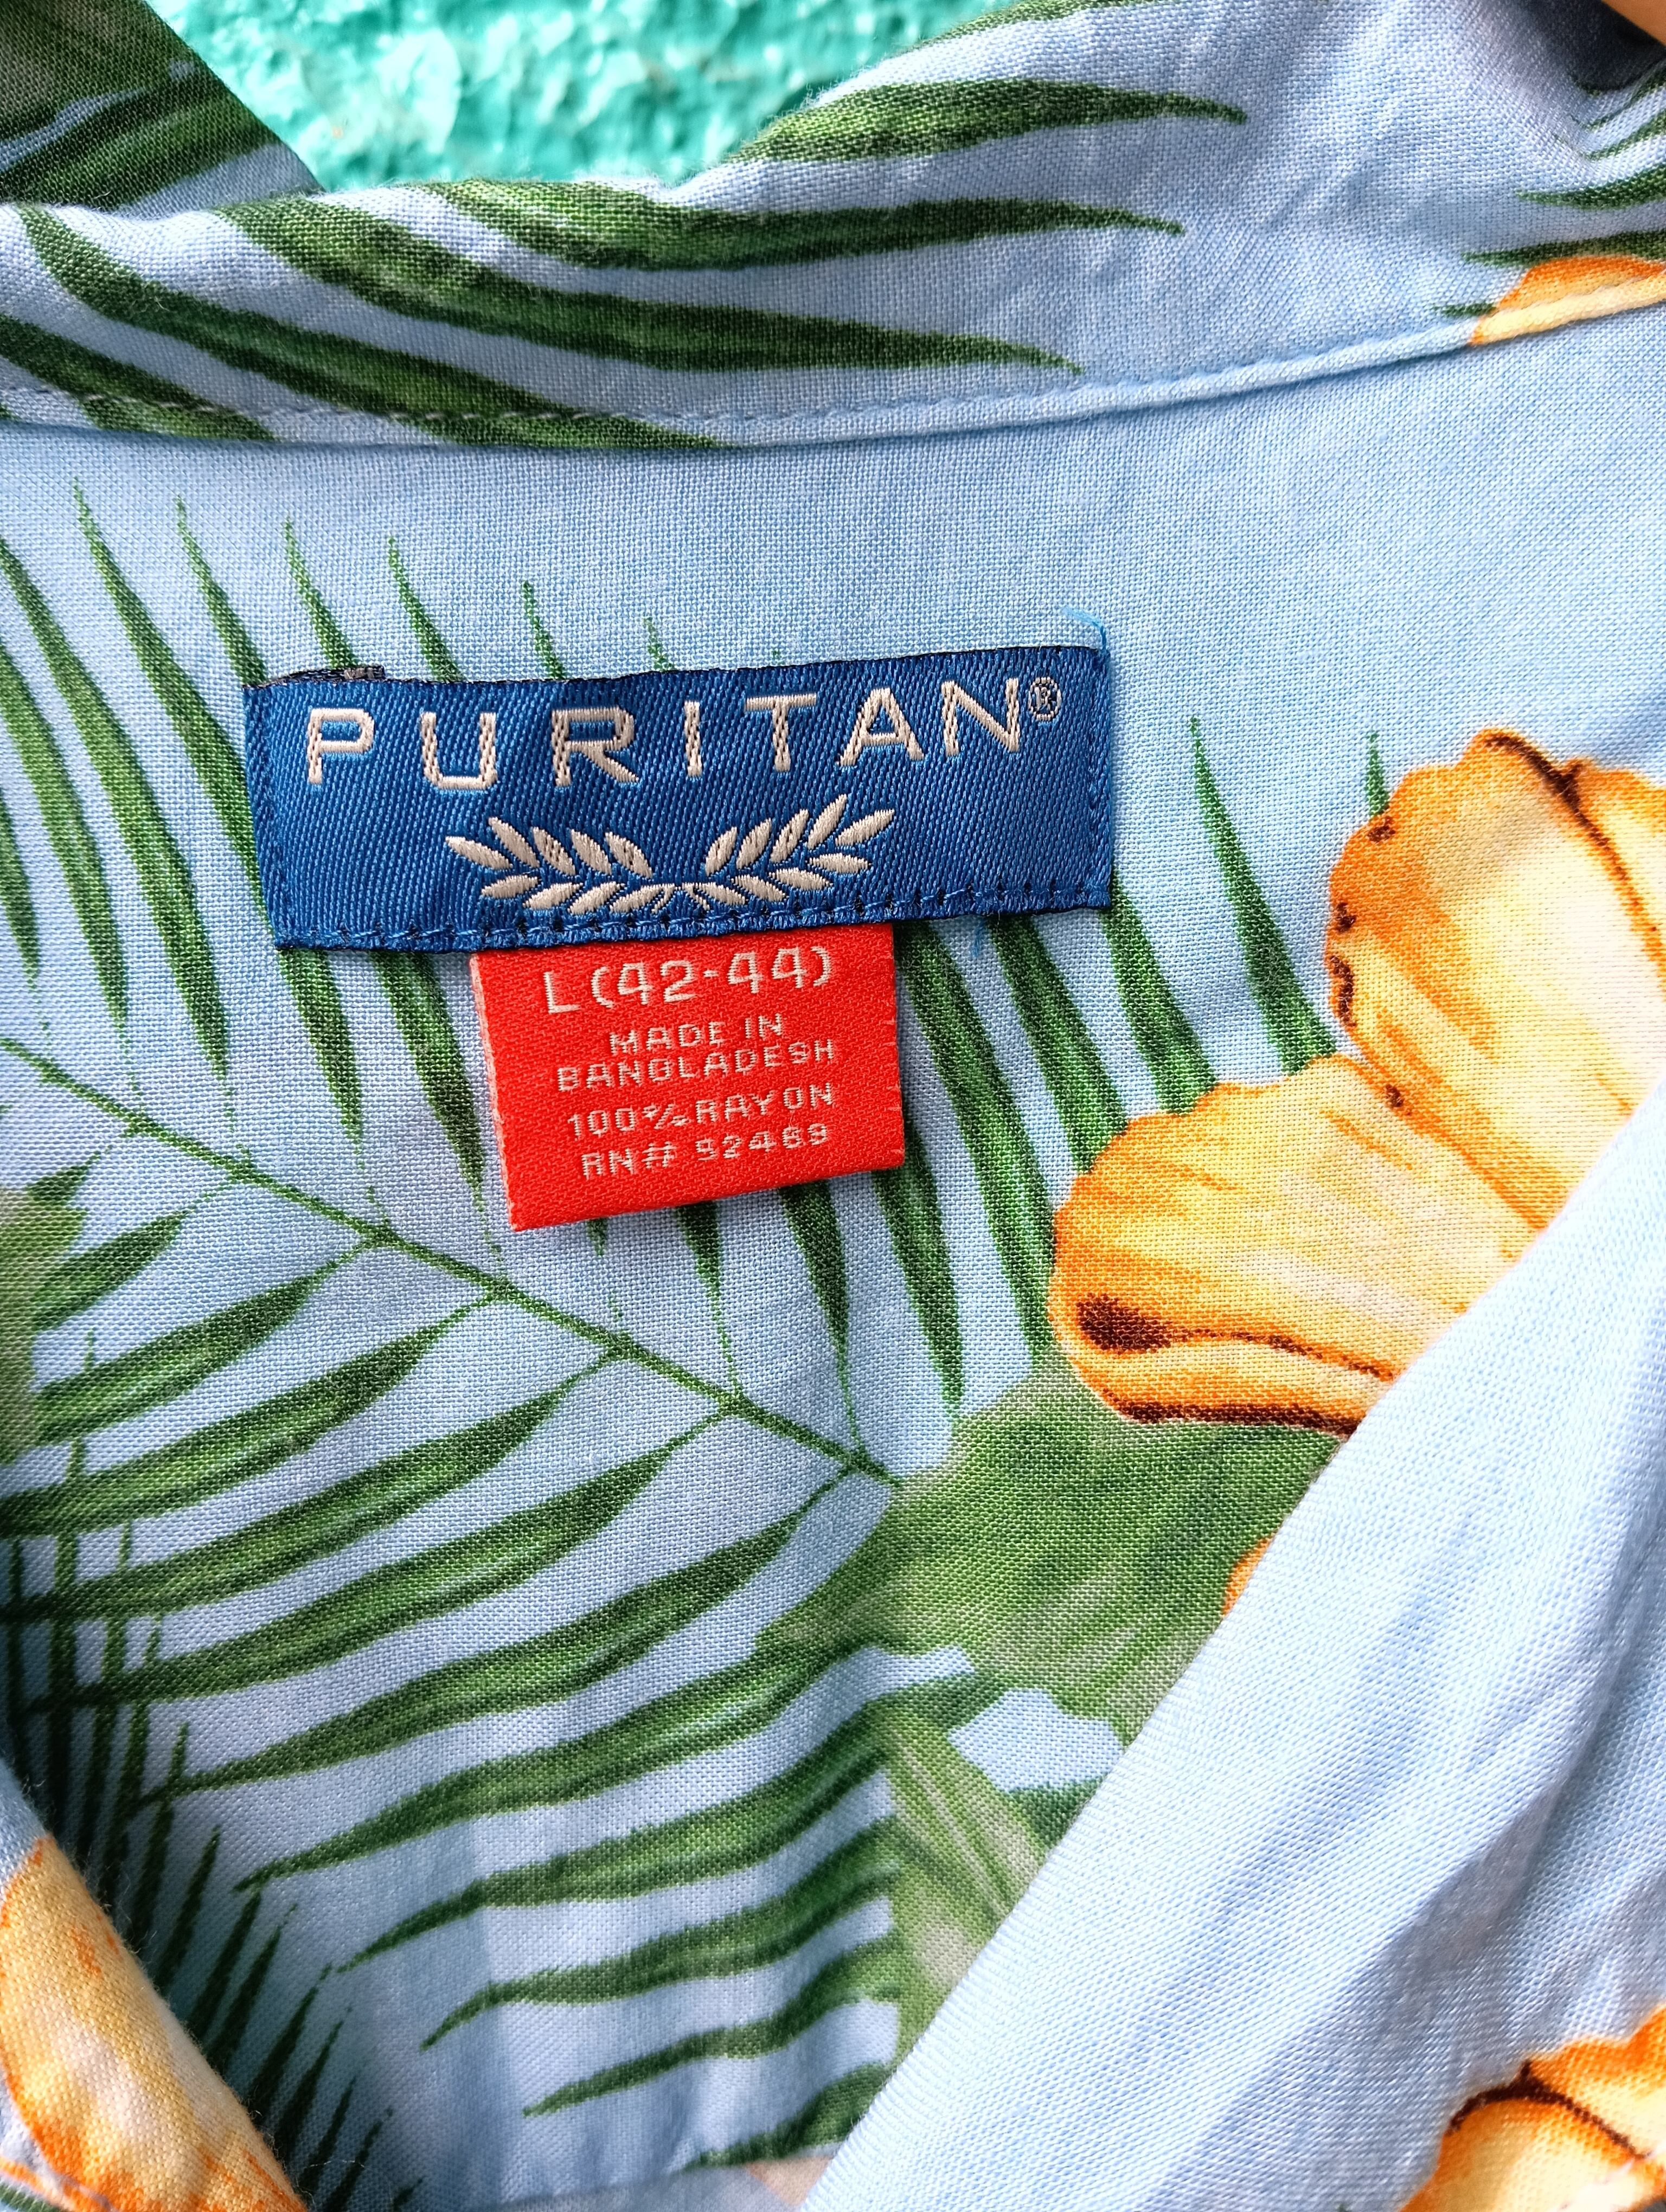 PURITAN®
L(42-44)
MADE IN
BANGLADESH
100%RAYON
RN# 52469